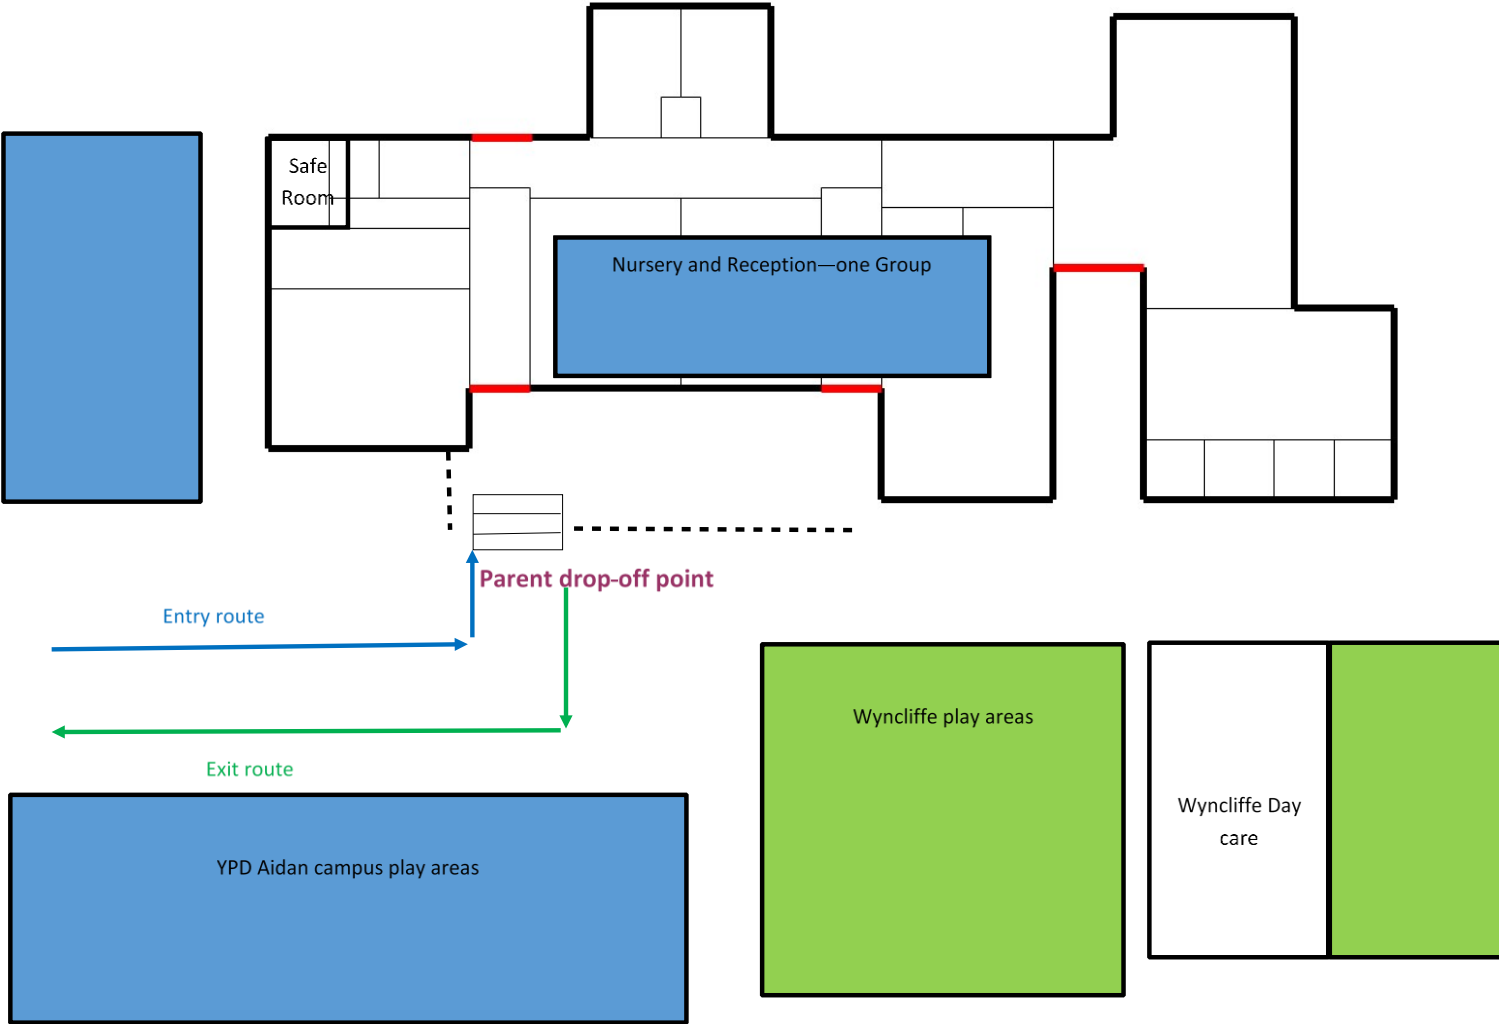 Safe
Room
Nursery and Reception—one Group
Parent drop-off point
Entry route
Wyncliffe play areas
Exit route
Wyncliffe Day
care
YPD Aidan campus play areas